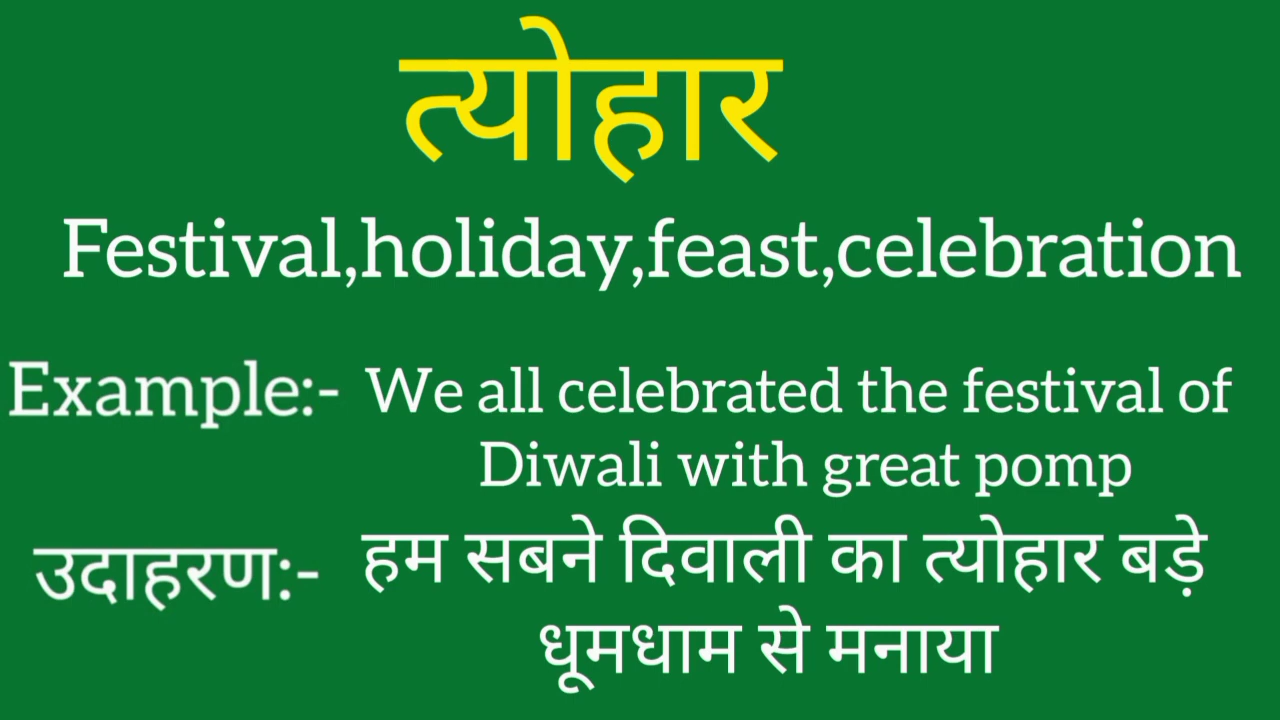 त्योहार
Festival,holiday,feast,celebration
Example:- We all celebrated the festival of
Diwali with great pomp
उदाहरण:- हम सबने दिवाली का त्योहार बड़े
धूमधाम से मनाया